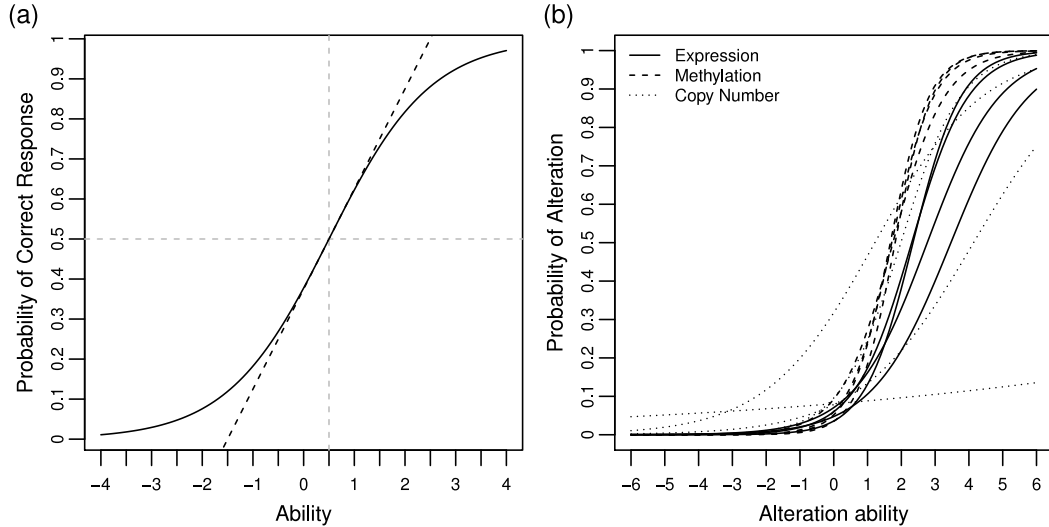 (a)
Probability of Correct Response
0 0.1 0.2 0.3 0.4 0.5 0.6 0.7 0.8 0.9 1
−4 −3 −2 −1 0 1 2 3 4
Ability
(b)
Expression
Methylation
Copy Number
Probability of Alteration
0 0.1 0.2 0.3 0.4 0.5 0.6 0.7 0.8 0.9 1
−6 −5 −4 −3 −2 −1 0 1 2 3 4 5 6
Alteration ability